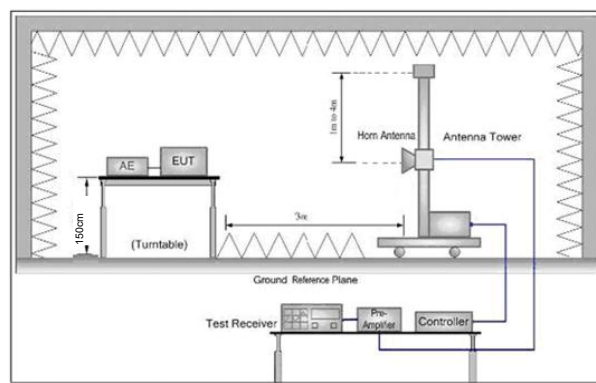 1m to 4m
Horn Antenna
Antenna Tower
AE
EUT
150cm
(Turntable)
3m
Ground Reference Plane
Test Receiver
Pre-
Amplifier
Controller